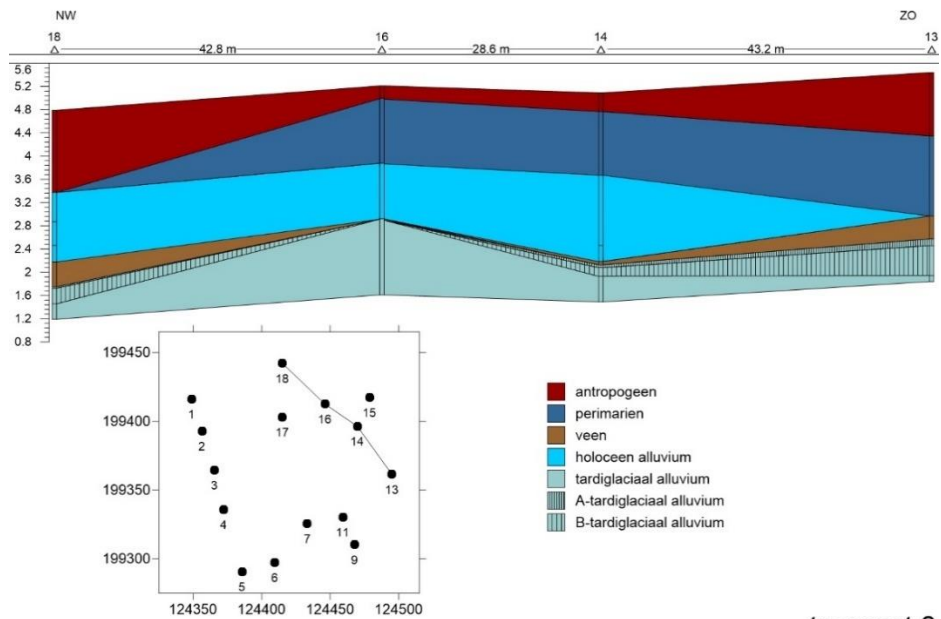 NW
ZO
18 42.8 m 16 28.6 m 14 43.2 m 13
5.6
5.2
4.8
4.4
4
3.6
3.2
2.8
2.4
2
1.6
1.2
0.8
199450
199400
199350
199300
18
1
16
15
17
2
14
3
13
4
7
11
9
6
5
124350 124400 124450 124500
antropogeen
perimarien
veen
holoceen alluvium
tardiglaciaal alluvium
A-tardiglaciaal alluvium
B-tardiglaciaal alluvium